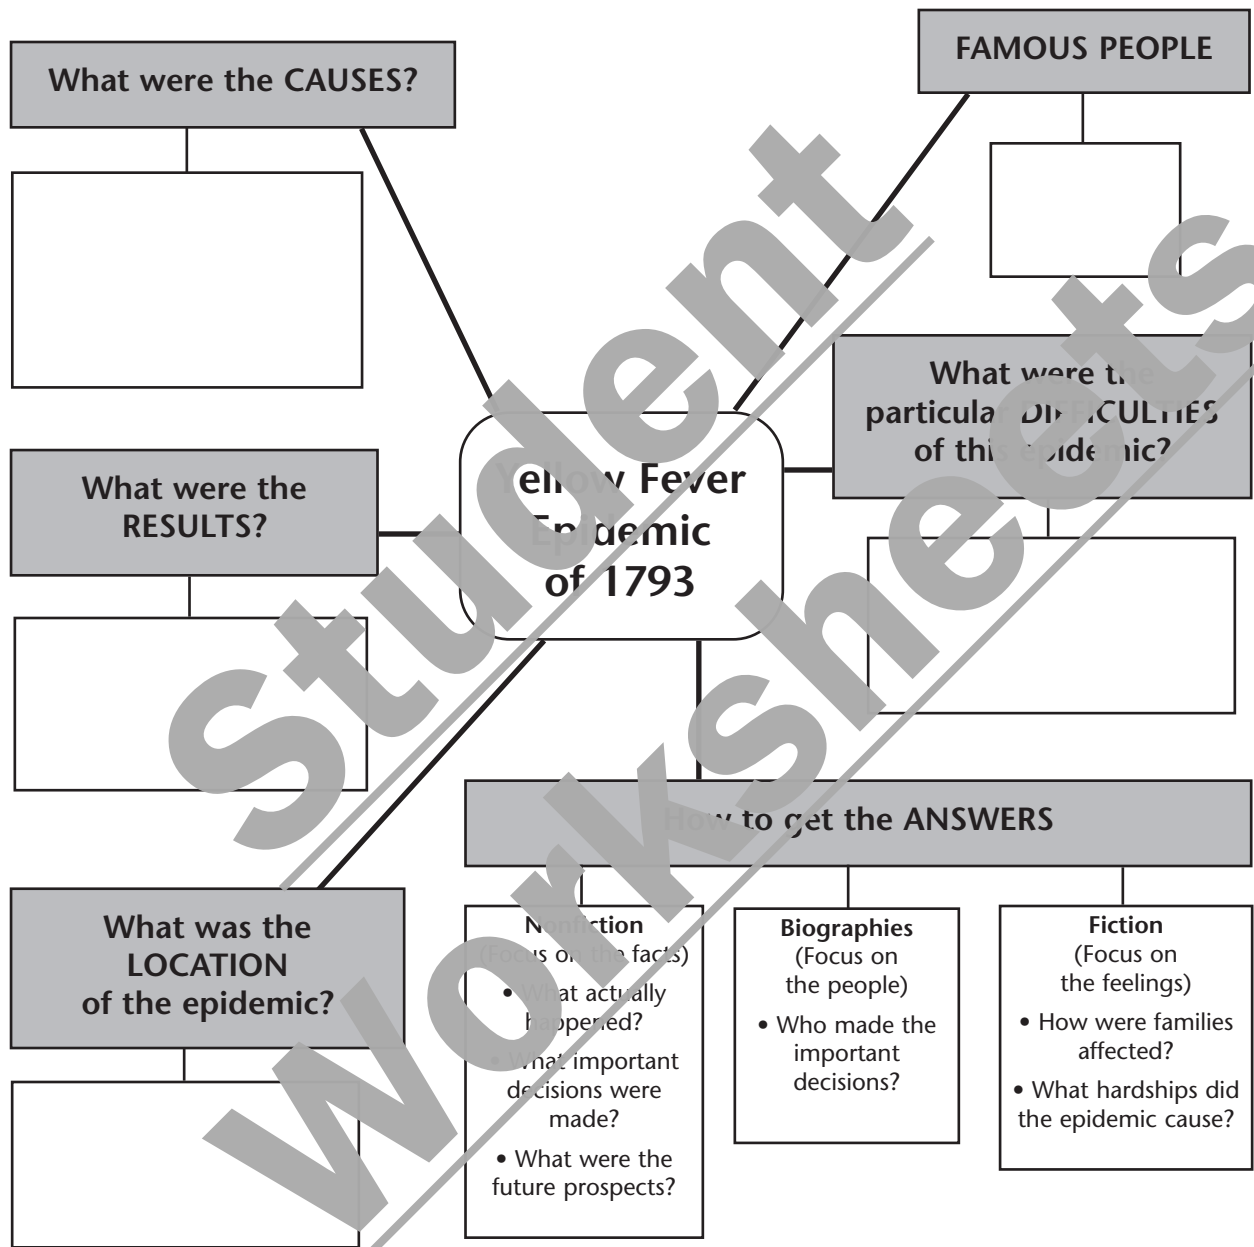 What were the CAUSES?
FAMOUS PEOPLE
What were the
particular DIFFICULTIES
of this epidemic?
What were the
RESULTS?
Yellow Fever
Epidemic
of 1793
How to get the ANSWERS
What was the
LOCATION
of the epidemic?
Nonfiction
(Focus on the facts)
• What actually
happened?
• What important
decisions were
made?
• What were the
future prospects?
Biographies
(Focus on
the people)
• Who made the
important
decisions?
Fiction
(Focus on
the feelings)
• How were families
affected?
• What hardships did
the epidemic cause?
Student
Worksheets